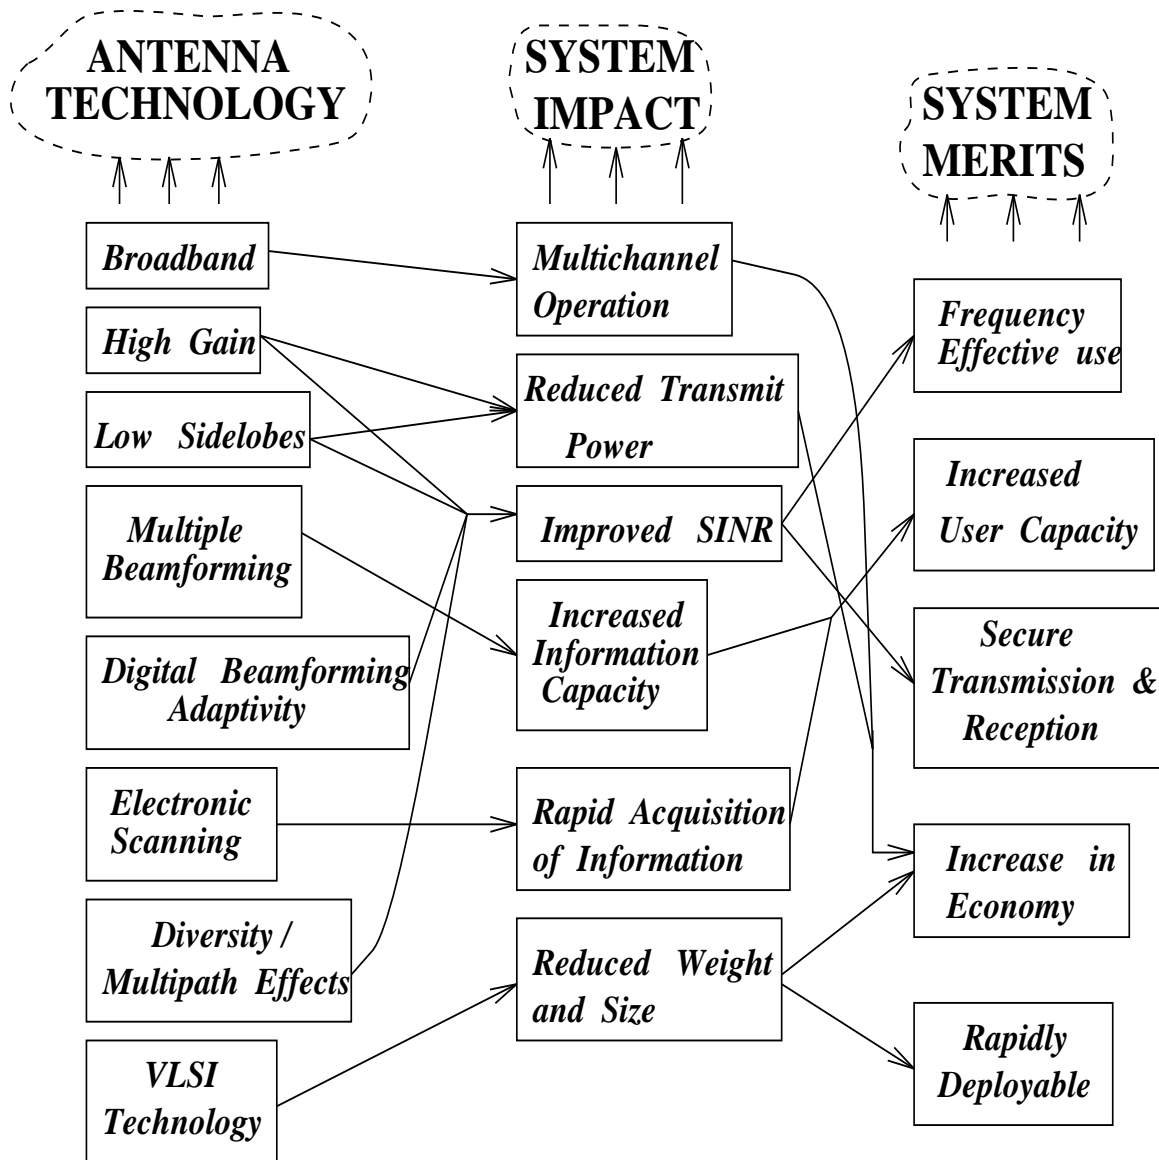 ANTENNA
TECHNOLOGY
SYSTEM
IMPACT
SYSTEM
MERITS
Broadband
High Gain
Low Sidelobes
Multiple
Beamforming
Digital Beamforming
Adaptivity
Electronic
Scanning
Diversity /
Multipath Effects
VLSI
Technology
Multichannel
Operation
Reduced Transmit
Power
Improved SINR
Increased
Information
Capacity
Rapid Acquisition
of Information
Reduced Weight
and Size
Frequency
Effective use
Increased
User Capacity
Secure
Transmission &
Reception
Increase in
Economy
Rapidly
Deployable